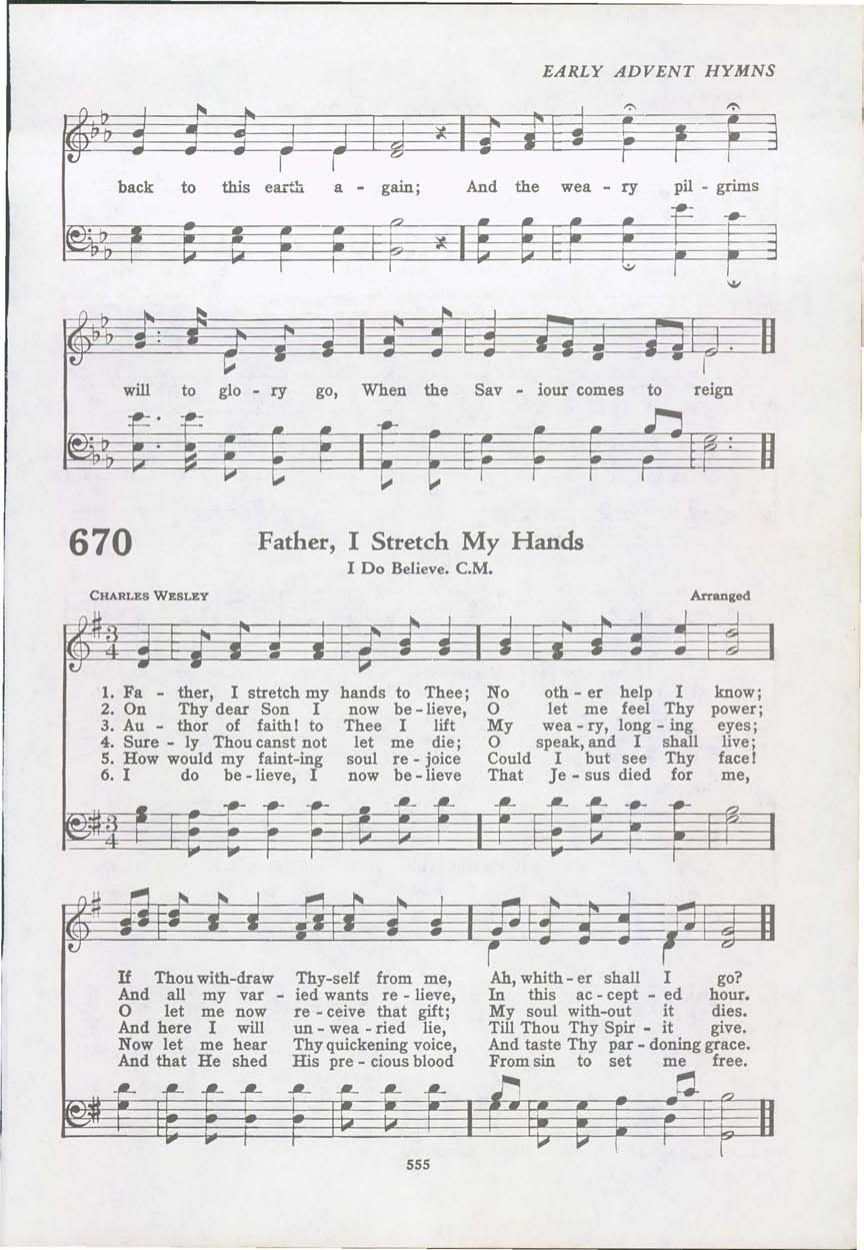 EARLY ADVENT HYMNS
back to this earth a - gain; And the wea - ry pil - grims
will to glo - ry go, When the Sav - iour comes to reign
670 Father, I Stretch My Hands
I Do Believe. C.M.
CHARLES WESLEY Arranged
1. Fa - ther, I stretch my hands to Thee; No oth - er help I know;
2. On Thy dear Son I now be - lieve, O let me feel Thy power;
3. Au - thor of faith! to Thee I lift My wea - ry, long - ing eyes;
4. Sure - ly Thou canst not let me die; O speak, and I shall live;
5. How would my faint-ing soul re - joice Could I but see Thy face!
6. I do be - lieve, I now be - lieve That Je - sus died for me,
If Thou with-draw Thy-self from me, Ah, whith - er shall I go?
And all my var - ied wants re - lieve, In this ac - cept - ed hour.
O let me now re - ceive that gift; My soul with-out it dies.
And here I will un - wea - ried lie, Till Thou Thy Spir - it give.
Now let me hear Thy quickening voice, And taste Thy par - doning grace.
And that He shed His pre - cious blood From sin to set me free.
555